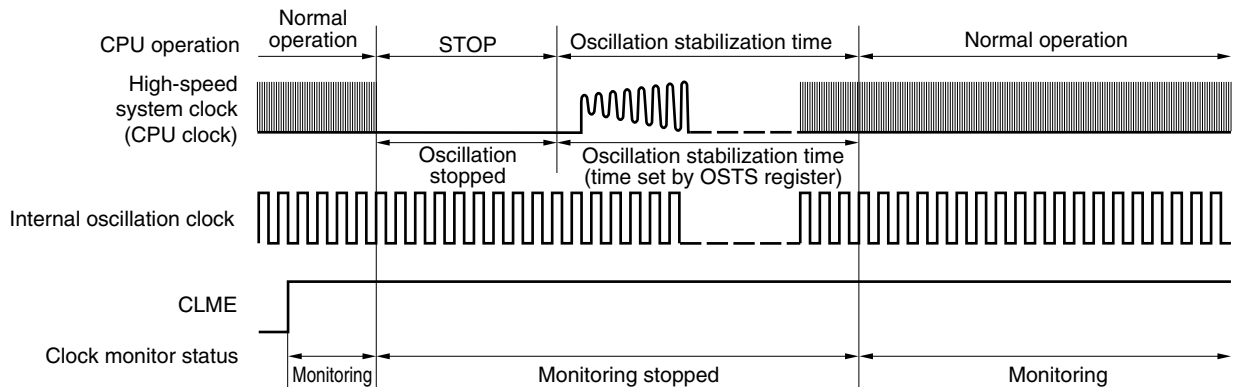 CPU operation
Normal
operation
STOP
Oscillation stabilization time
Normal operation
High-speed
system clock
(CPU clock)
Oscillation
stopped
Oscillation stabilization time
(time set by OSTS register)
Internal oscillation clock
CLME
Clock monitor status
Monitoring
Monitoring stopped
Monitoring